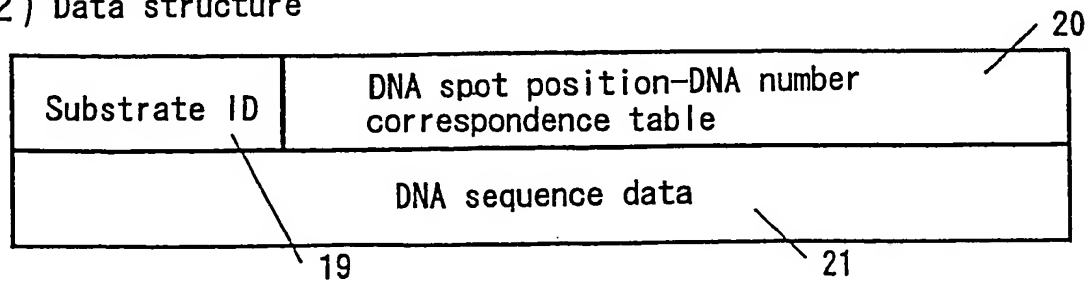 2) Data structure
20
Substrate ID
DNA spot position-DNA number
correspondence table
DNA sequence data
19
21